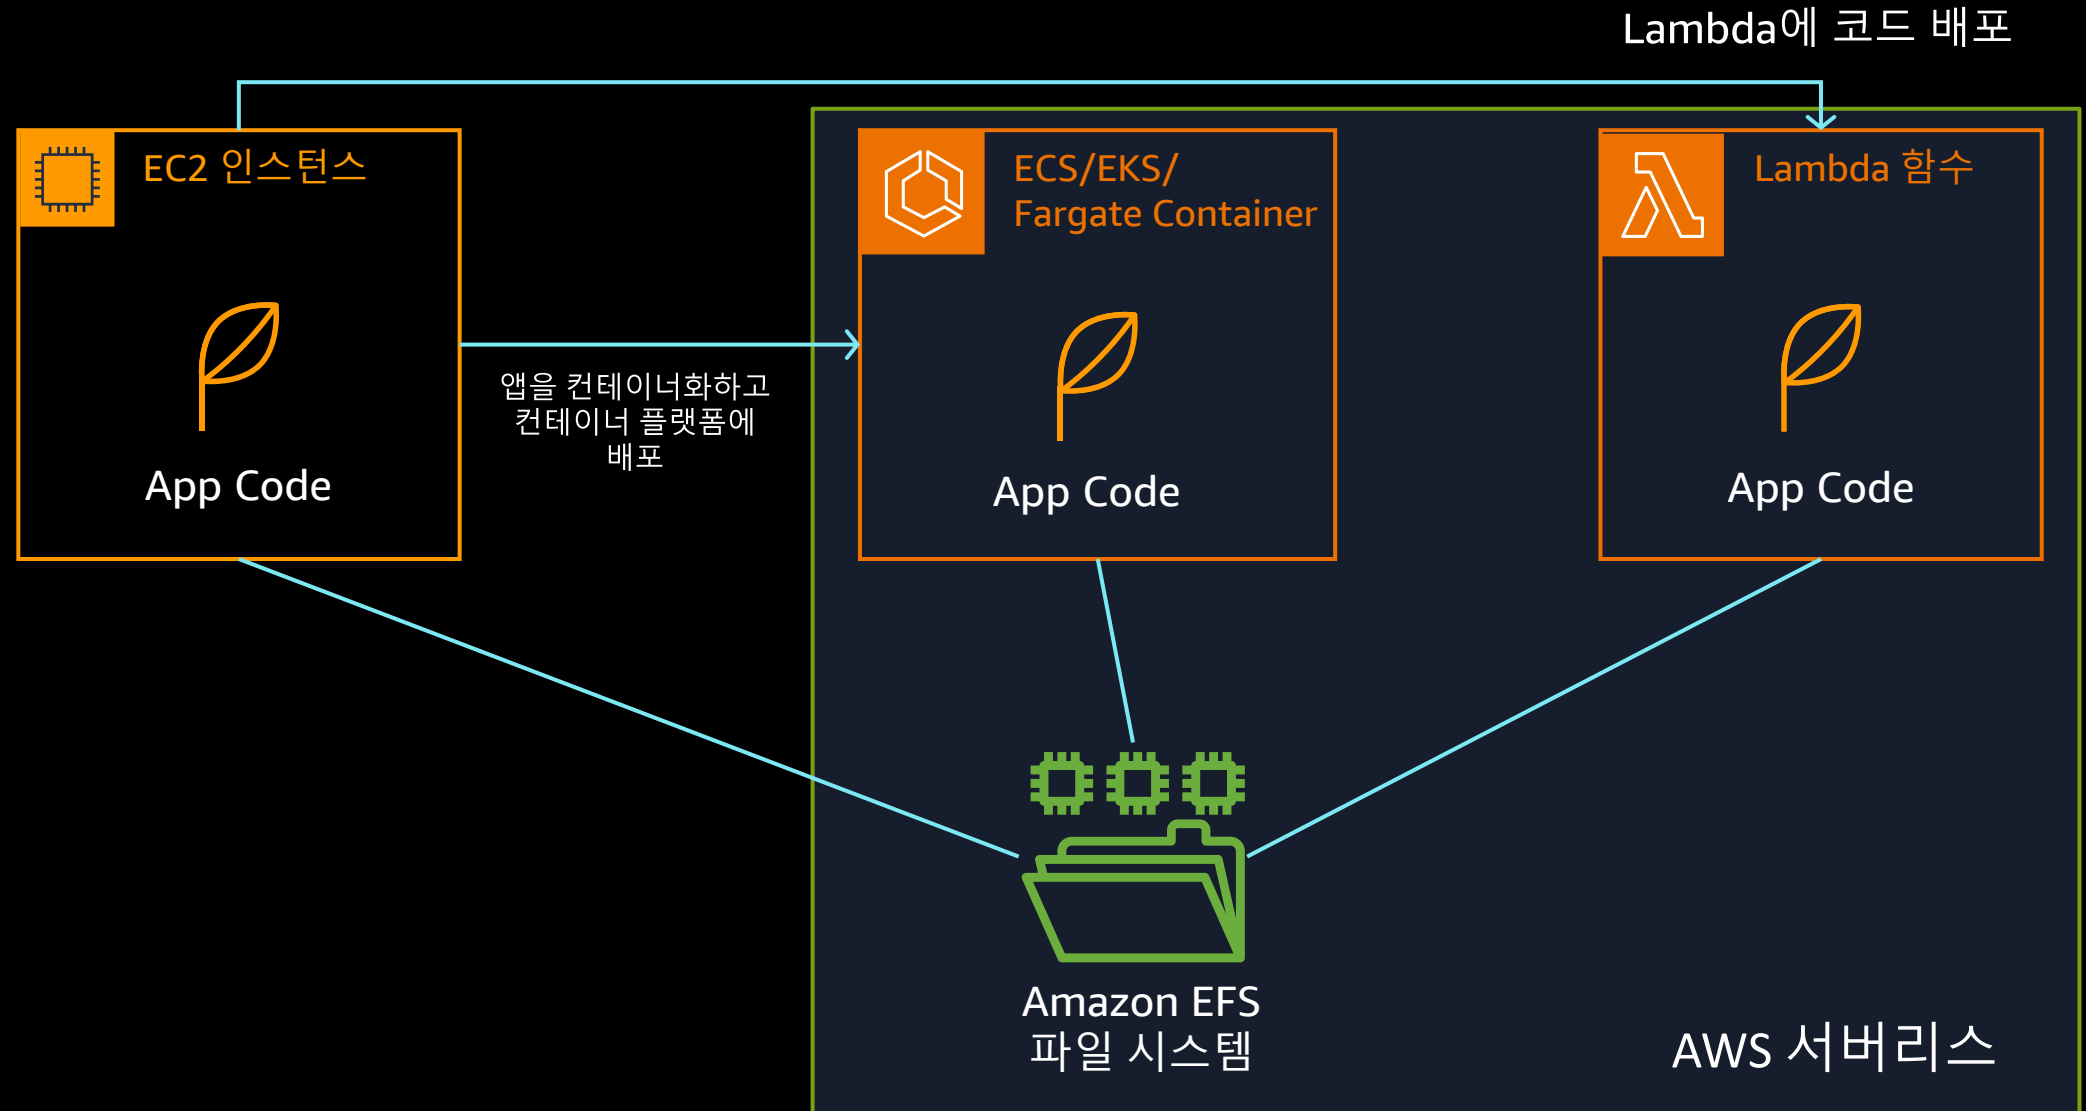 Lambda에 코드 배포
EC2 인스턴스
App Code
앱을 컨테이너화하고
컨테이너 플랫폼에
배포
ECS/EKS/
Fargate Container
App Code
Lambda 함수
App Code
Amazon EFS
파일 시스템
AWS 서버리스